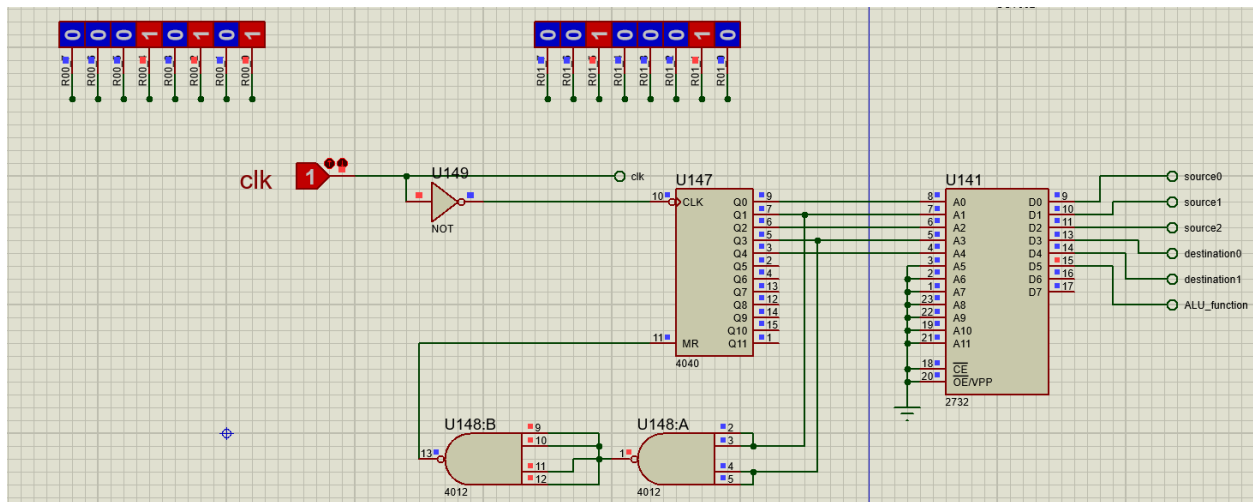 0 0 0 1 0 1 0 1
0 0 1 0 0 0 1 0
clk
1
U149
NOT
clk
U147
10 CLK
Q0 9
Q1 7
Q2 6
Q3 5
Q4 3
Q5 2
Q6 4
Q7 13
Q8 12
Q9 14
Q10 15
11 MR Q11 1
4040
U141
8 A0 D0 9
7 A1 D1 10
6 A2 D2 11
5 A3 D3 13
4 A4 D4 14
3 A5 D5 15
2 A6 D6 16
1 A7 D7 17
23 A8
22 A9
19 A10
21 A11
18 CE
20 OE/VPP
2732
source0
source1
source2
destination0
destination1
ALU_function
U148:B
9
10
11
12
13
4012
U148:A
2
3
4
5
1
4012